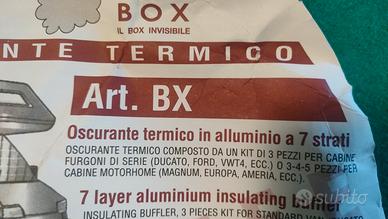 BOX
IL BOX INVISIBILE
NTE TERMICO
Art. BX
Oscurante termico in alluminio a 7 strati
OSCURANTE TERMICO COMPOSTO DA UN KIT DI 3 PEZZI PER CABINE
FURGONI DI SERIE (DUCATO, FORD, VWT4, ECC.) O 3-4-5 PEZZI PER
CABINE MOTORHOME (MAGNUM, EUROPA, AMERIA, ECC.).
7 layer aluminium insulating buffer
INSULATING BUFFLER, 3 PIECES KIT FOR STANDARD
subito